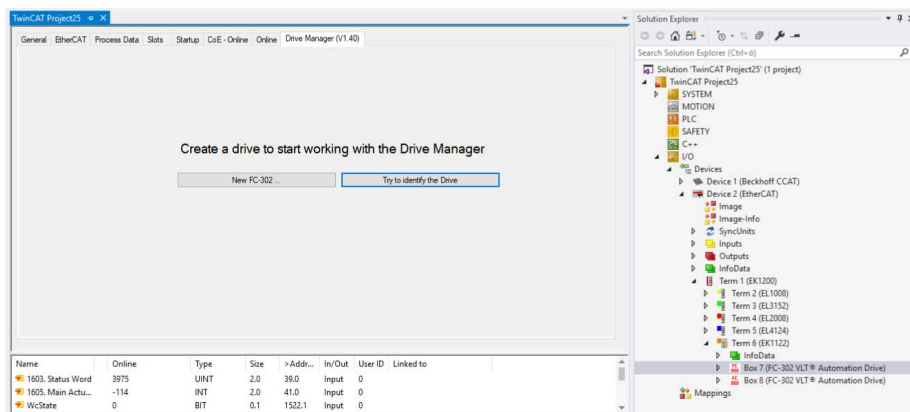 TwinCAT Project25
General EtherCAT Process Data Slots Startup CoE - Online Online Drive Manager (V1.40)
Create a drive to start working with the Drive Manager
New FC-302 ...
Try to identify the Drive
Name Online Type Size >Addr... In/Out User ID Linked to
1603. Status Word 3975 UINT 2.0 39.0 Input 0
1605. Main Actu... -114 INT 2.0 41.0 Input 0
WcState 0 BIT 0.1 1522.1 Input 0
Solution Explorer
Search Solution Explorer (Ctrl+ö)
Solution 'TwinCAT Project25' (1 project)
TwinCAT Project25
SYSTEM
MOTION
PLC
SAFETY
C++
I/O
Devices
Device 1 (Beckhoff CCAT)
Device 2 (EtherCAT)
Image
Image-Info
SyncUnits
Inputs
Outputs
InfoData
Term 1 (EK1200)
Term 2 (EL1008)
Term 3 (EL3152)
Term 4 (EL2008)
Term 5 (EL4124)
Term 6 (EK1122)
InfoData
Box 7 (FC-302 VLT® Automation Drive)
Box 8 (FC-302 VLT® Automation Drive)
Mappings